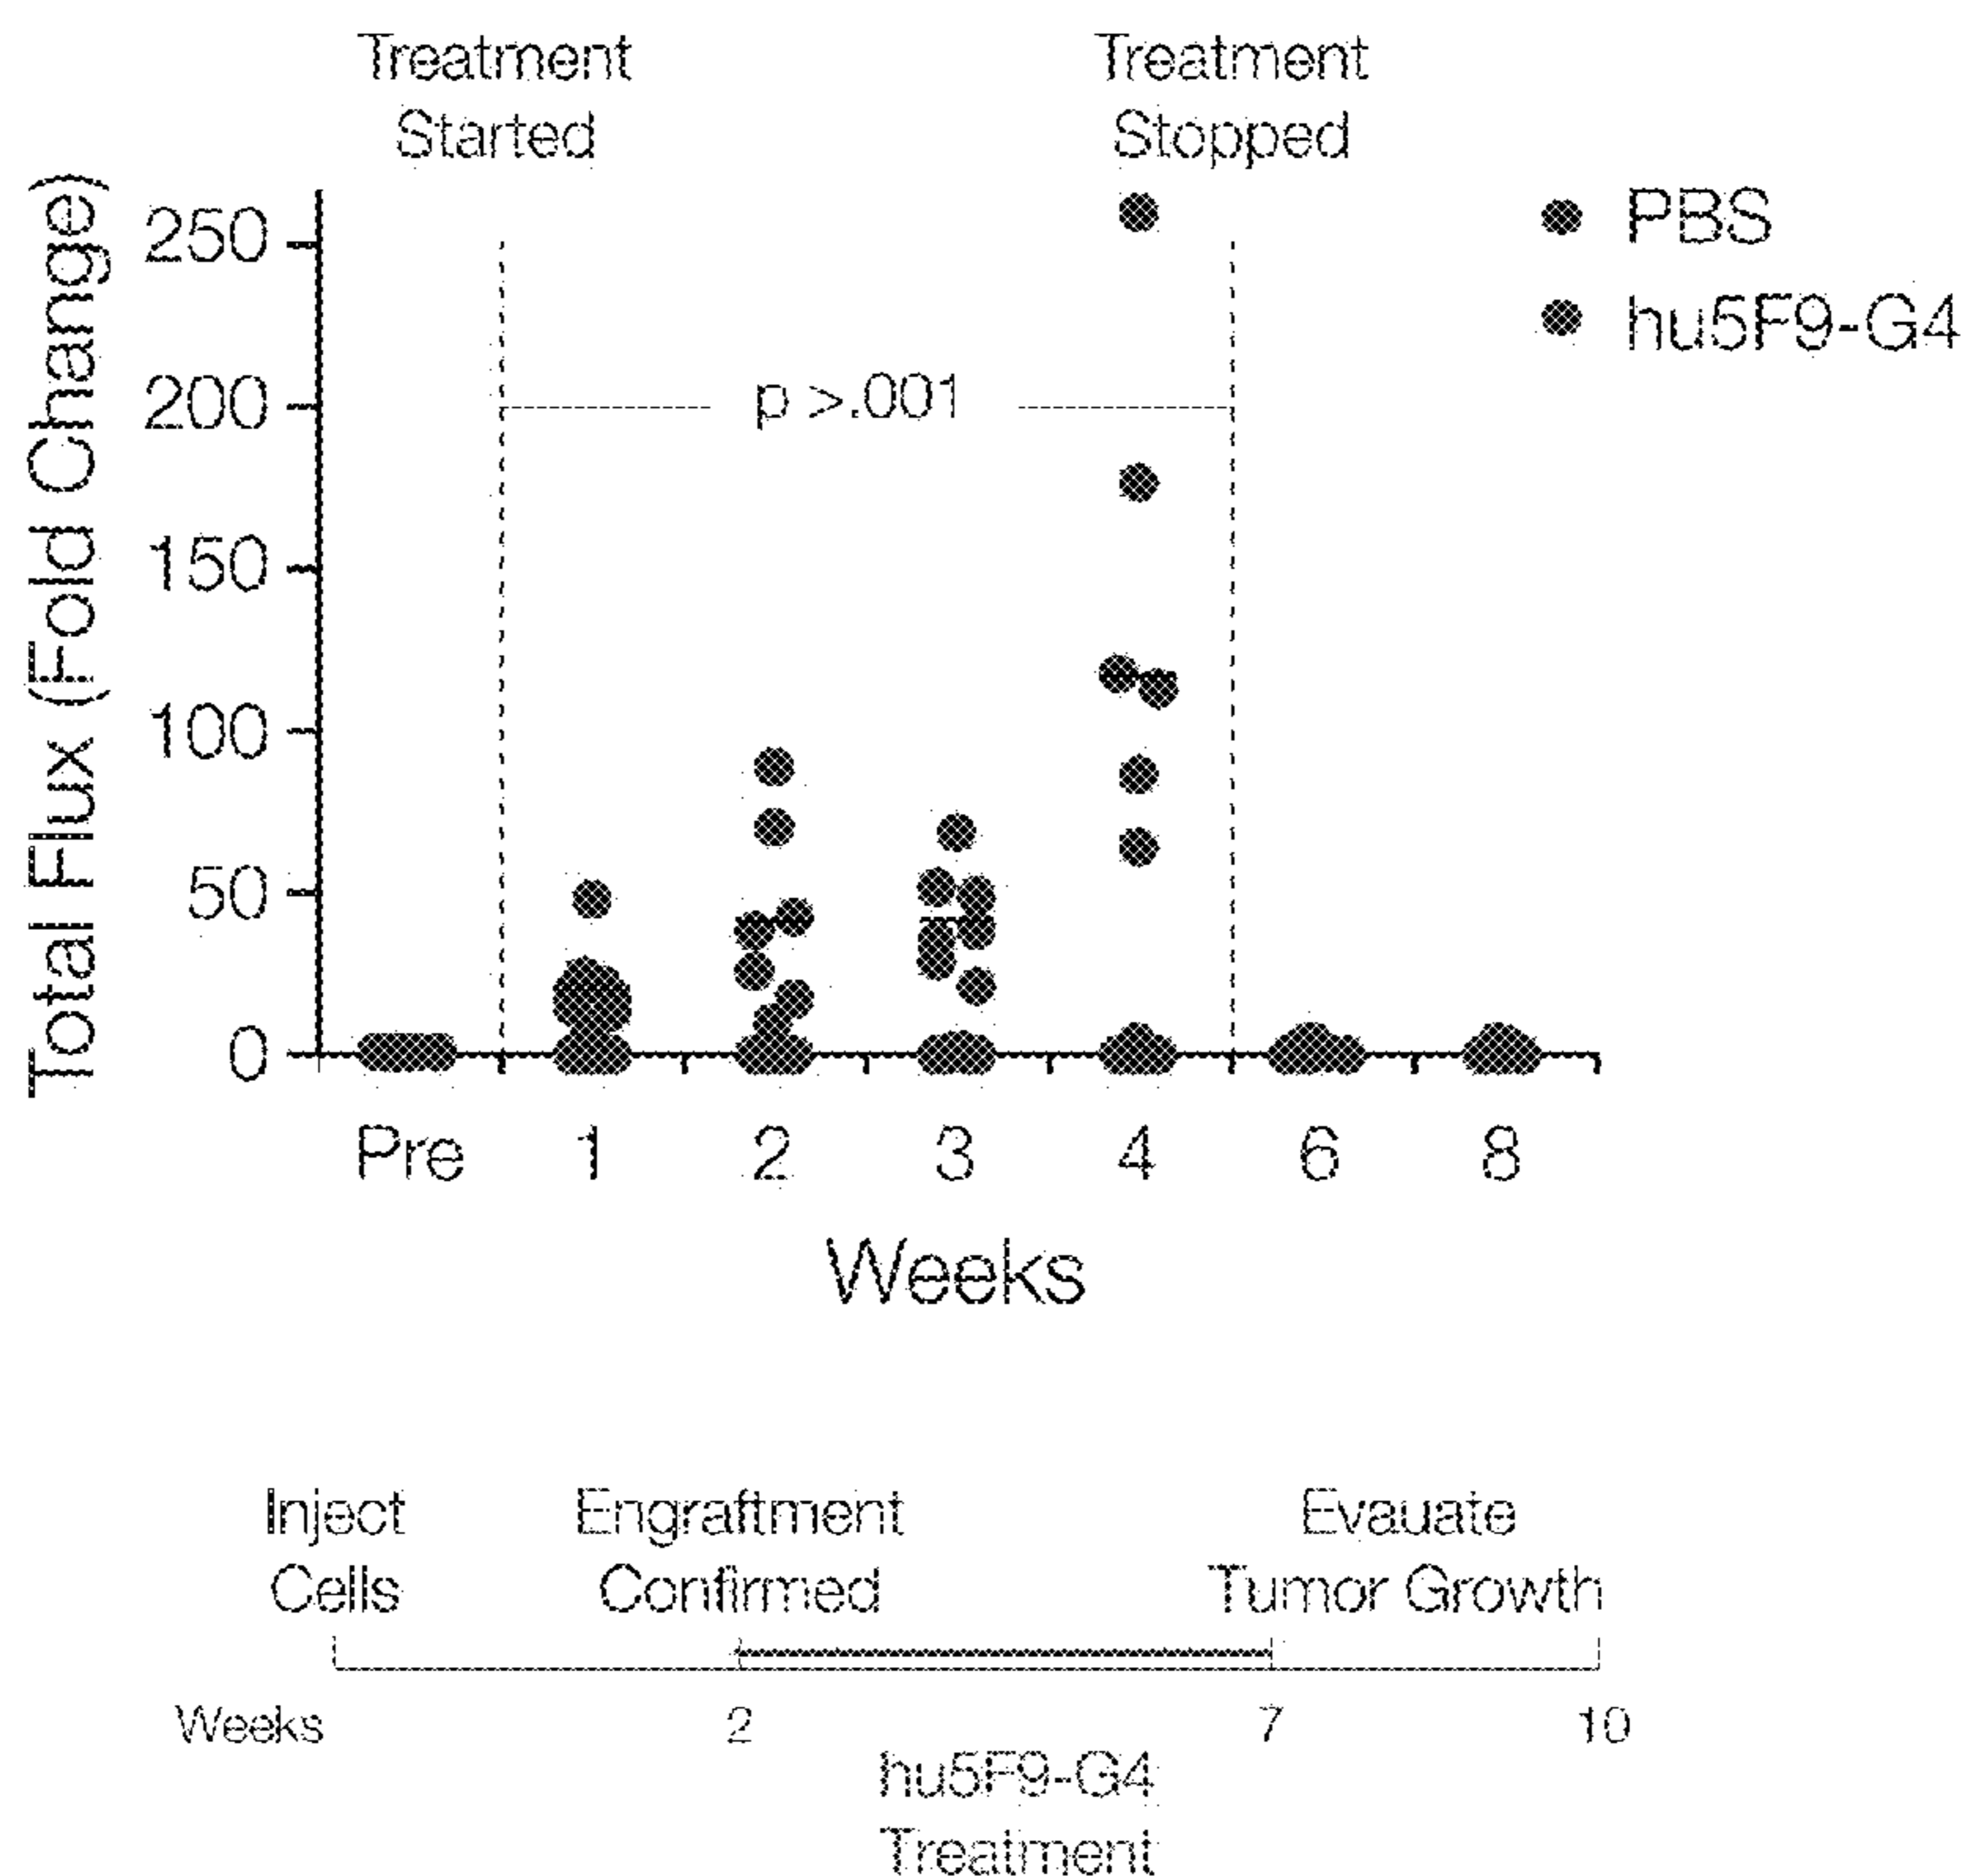 Treatment
Started
Treatment
Stopped
Total Flux (Fold Change)
250
200
150
100
50
0
PBS
hu5F9-G4
p >.001
Pre 1 2 3 4 6 8
Weeks
Inject
Cells
Engraftment
Confirmed
Evauate
Tumor Growth
Weeks 2 7 10
hu5F9-G4
Treatment